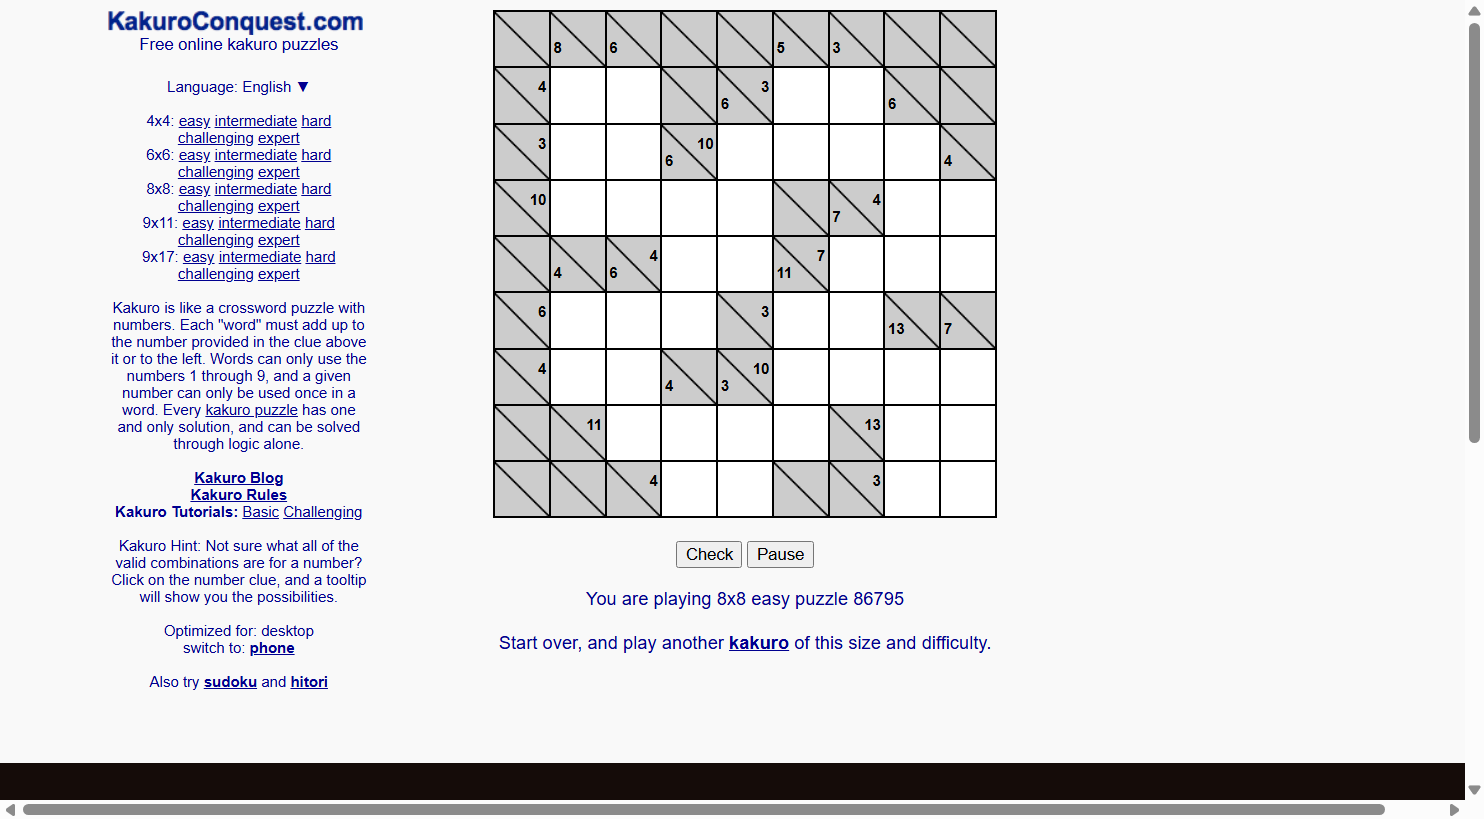 KakuroConquest.com
Free online kakuro puzzles
Language: English ▼
4x4: easy intermediate hard
challenging expert
6x6: easy intermediate hard
challenging expert
8x8: easy intermediate hard
challenging expert
9x11: easy intermediate hard
challenging expert
9x17: easy intermediate hard
challenging expert
Kakuro is like a crossword puzzle with
numbers. Each "word" must add up to
the number provided in the clue above
it or to the left. Words can only use the
numbers 1 through 9, and a given
number can only be used once in a
word. Every kakuro puzzle has one
and only solution, and can be solved
through logic alone.
Kakuro Blog
Kakuro Rules
Kakuro Tutorials: Basic Challenging
Kakuro Hint: Not sure what all of the
valid combinations are for a number?
Click on the number clue, and a tooltip
will show you the possibilities.
Optimized for: desktop
switch to: phone
Also try sudoku and hitori
8 6 5 3
4 3
6 6
3 10
6 4
10 4
7
4 7
4 6 11
6 3
13 7
4 10
4 3
11 13
4 3
Check Pause
You are playing 8x8 easy puzzle 86795
Start over, and play another kakuro of this size and difficulty.